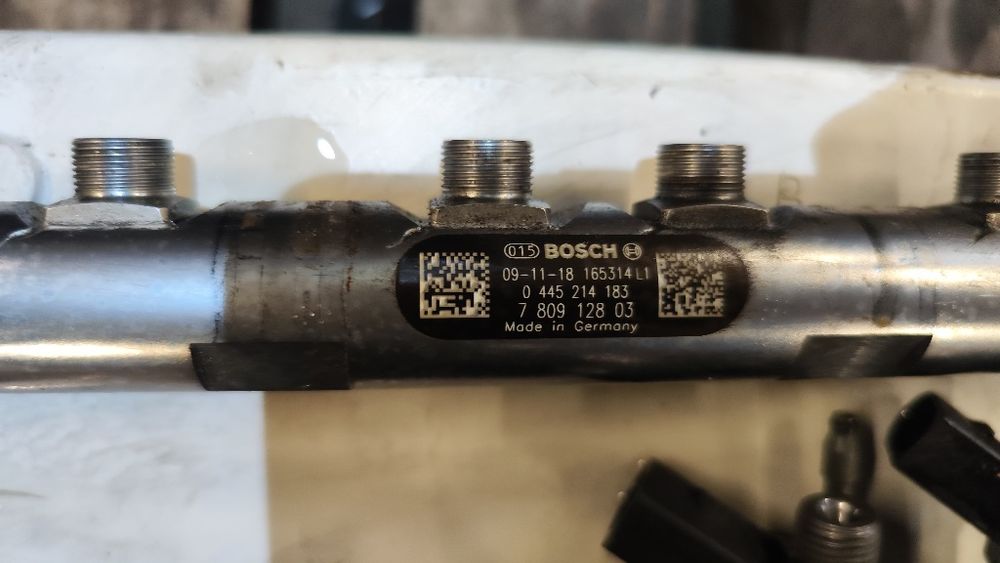 015 BOSCH
09-11-18 165314 L1
0 445 214 183
7 809 128 03
Made in Germany